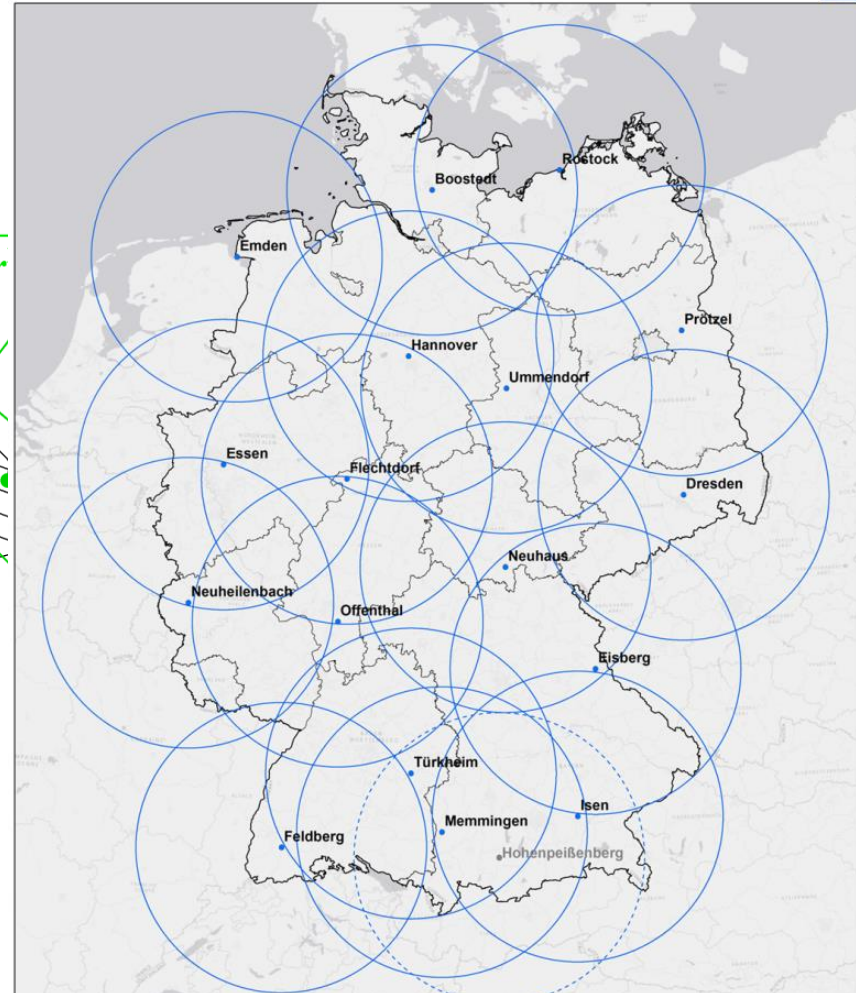 Rostock
Boostedt
Emden
Prötzel
Hannover
Ummendorf
Essen
Flechtdorf
Dresden
Neuhaus
Neuheilenbach
Offenthal
Eisberg
Türkheim
Isen
Memmingen
Feldberg
Hohenpeißenberg